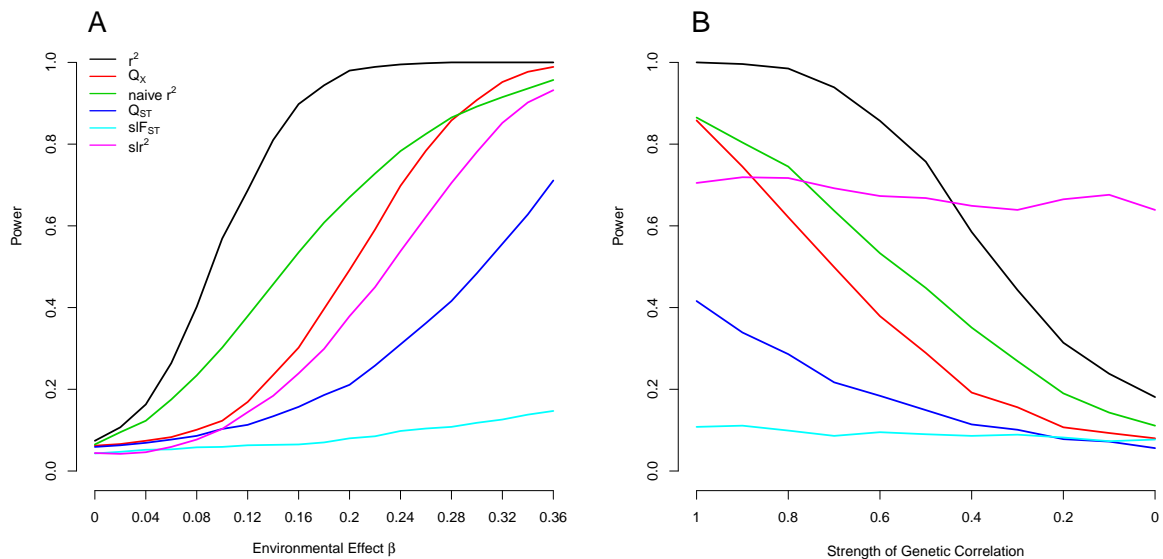 A
r²
QX
naive r²
QST
slFST
slr²
Power
0.0
0.2
0.4
0.6
0.8
1.0
0 0.04 0.08 0.12 0.16 0.2 0.24 0.28 0.32 0.36
Environmental Effect β
B
Power
0.0
0.2
0.4
0.6
0.8
1.0
1 0.8 0.6 0.4 0.2 0
Strength of Genetic Correlation